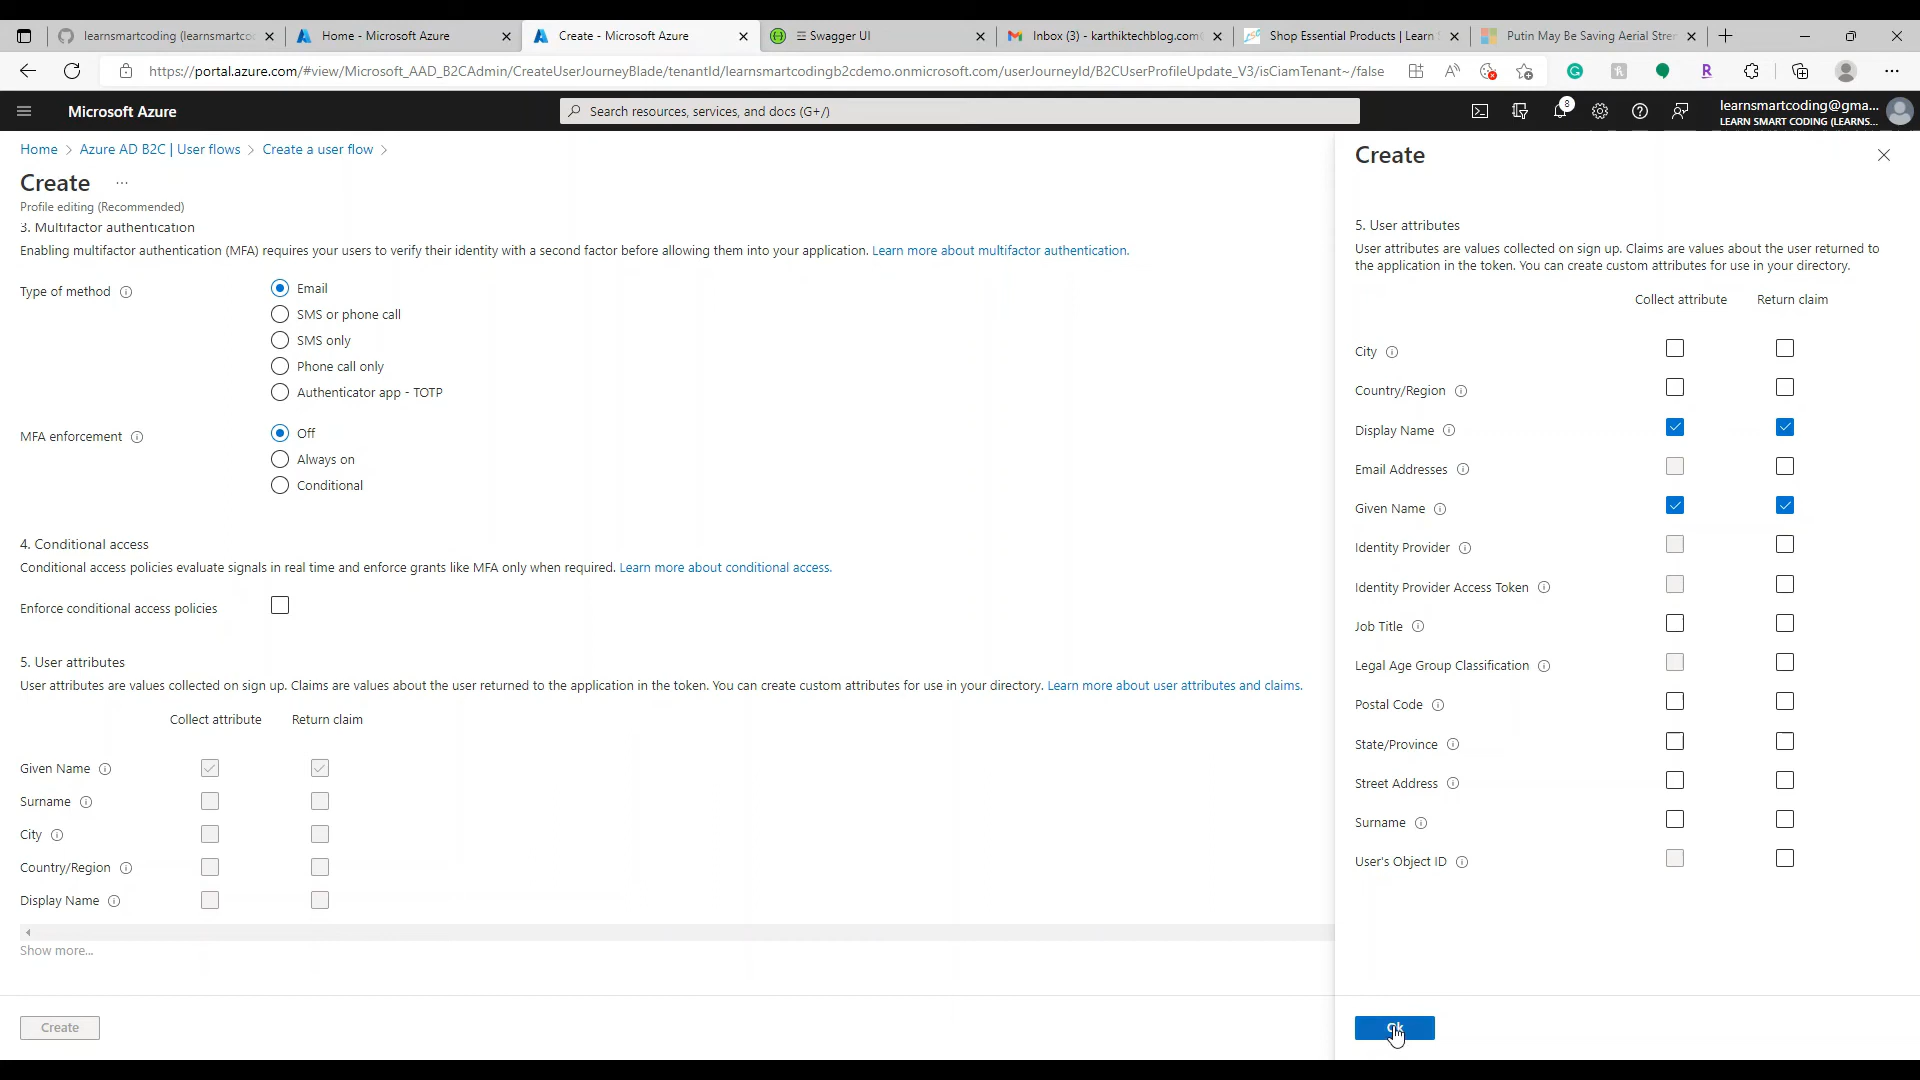 learnsmartcoding (learnsmartco
Home - Microsoft Azure
Create - Microsoft Azure
Swagger UI
Inbox (3) - karthiktechblog.com
Shop Essential Products | Learn
Putin May Be Saving Aerial Stren
https://portal.azure.com/#view/Microsoft_AAD_B2CAdmin/CreateUserJourneyBlade/tenantId/learnsmartcodingb2cdemo.onmicrosoft.com/userJourneyId/B2CUserProfileUpdate_V3/isCiamTenant~/false
Microsoft Azure
Search resources, services, and docs (G+/)
8
learnsmartcoding@gma...
LEARN SMART CODING (LEARNS...
Home > Azure AD B2C | User flows > Create a user flow >
Create ...
Profile editing (Recommended)
3. Multifactor authentication
Enabling multifactor authentication (MFA) requires your users to verify their identity with a second factor before allowing them into your application. Learn more about multifactor authentication.
Type of method
Email
SMS or phone call
SMS only
Phone call only
Authenticator app - TOTP
MFA enforcement
Off
Always on
Conditional
4. Conditional access
Conditional access policies evaluate signals in real time and enforce grants like MFA only when required. Learn more about conditional access.
Enforce conditional access policies
5. User attributes
User attributes are values collected on sign up. Claims are values about the user returned to the application in the token. You can create custom attributes for use in your directory. Learn more about user attributes and claims.
Collect attribute Return claim
Given Name
Surname
City
Country/Region
Display Name
Show more...
Create
Create
5. User attributes
User attributes are values collected on sign up. Claims are values about the user returned to
the application in the token. You can create custom attributes for use in your directory.
Collect attribute Return claim
City
Country/Region
Display Name
Email Addresses
Given Name
Identity Provider
Identity Provider Access Token
Job Title
Legal Age Group Classification
Postal Code
State/Province
Street Address
Surname
User's Object ID
Ok